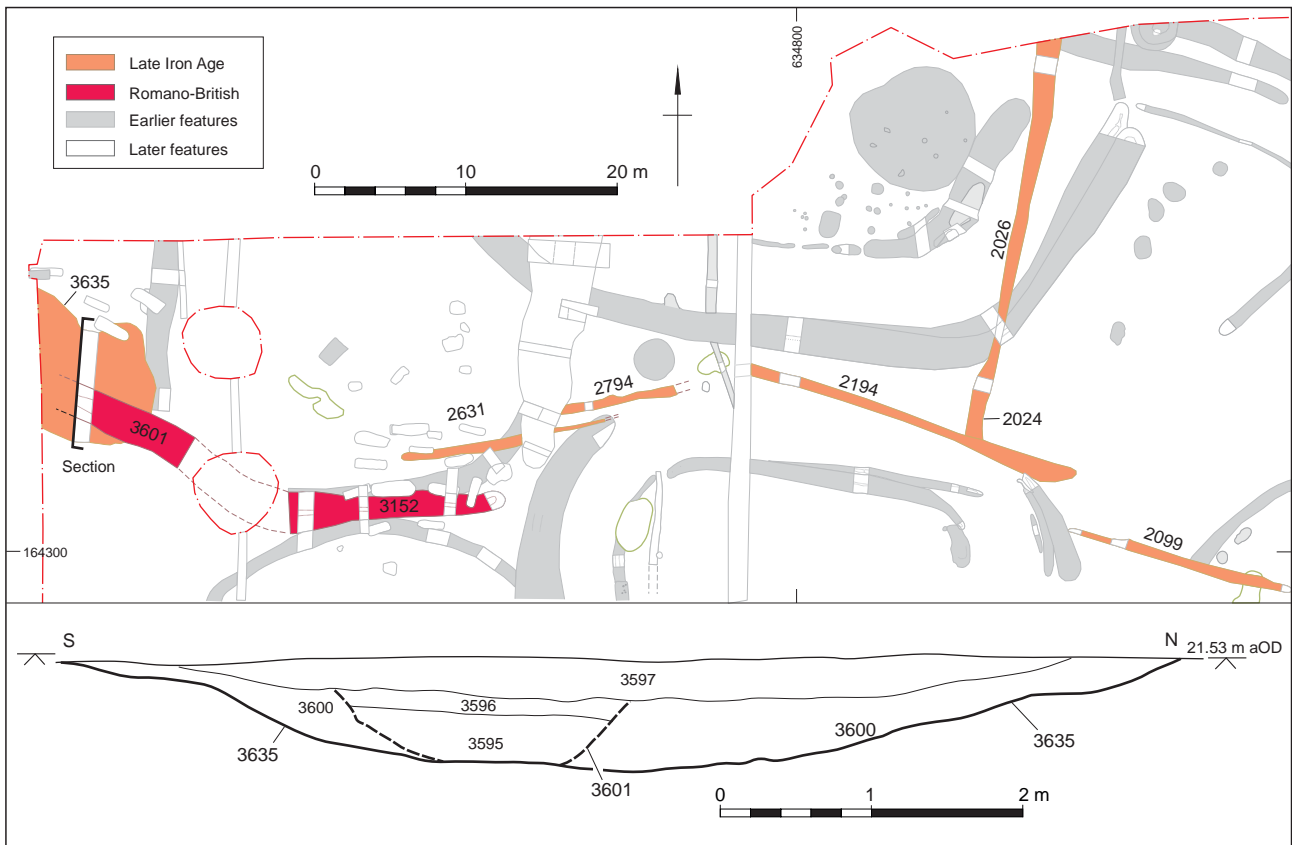 Late Iron Age
Romano-British
Earlier features
Later features
0 10 20 m
634800
3635
3601
Section
2631
2794
3152
2194
2026
2024
2099
164300
S
N
21.53 m aOD
3597
3600
3596
3600
3595
3635
3635
3601
0 1 2 m